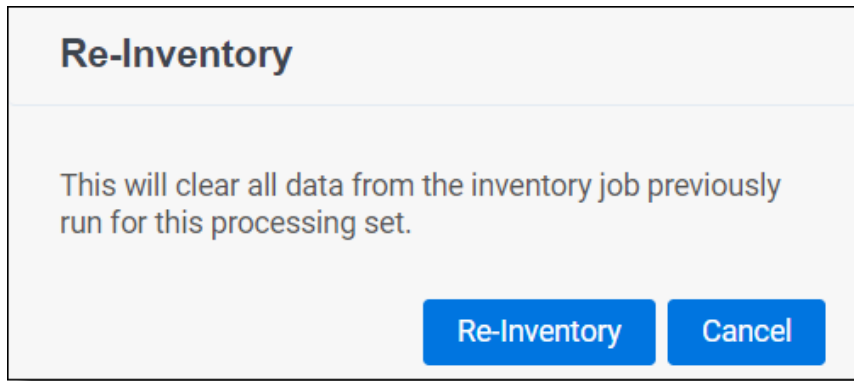 Re-Inventory
This will clear all data from the inventory job previously
run for this processing set.
Re-Inventory Cancel